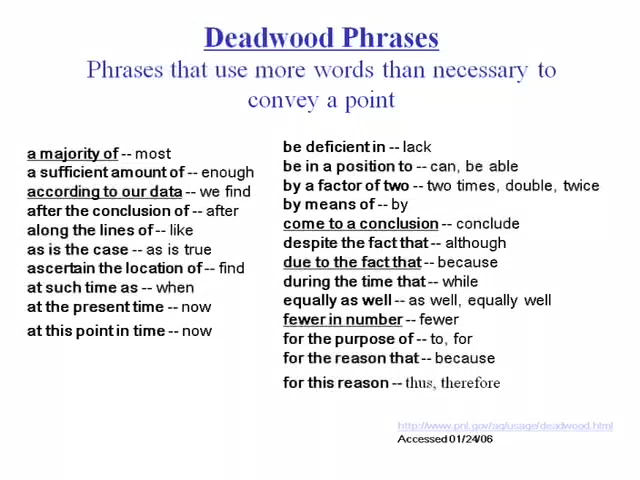 Deadwood Phrases
Phrases that use more words than necessary to
convey a point
a majority of -- most
a sufficient amount of -- enough
according to our data -- we find
after the conclusion of -- after
along the lines of -- like
as is the case -- as is true
ascertain the location of -- find
at such time as -- when
at the present time -- now
at this point in time -- now
be deficient in -- lack
be in a position to -- can, be able
by a factor of two -- two times, double, twice
by means of -- by
come to a conclusion -- conclude
despite the fact that -- although
due to the fact that -- because
during the time that -- while
equally as well -- as well, equally well
fewer in number -- fewer
for the purpose of -- to, for
for the reason that -- because
for this reason -- thus, therefore
http://www.pnl.gov/ag/usage/deadwood.html
Accessed 01/24/06